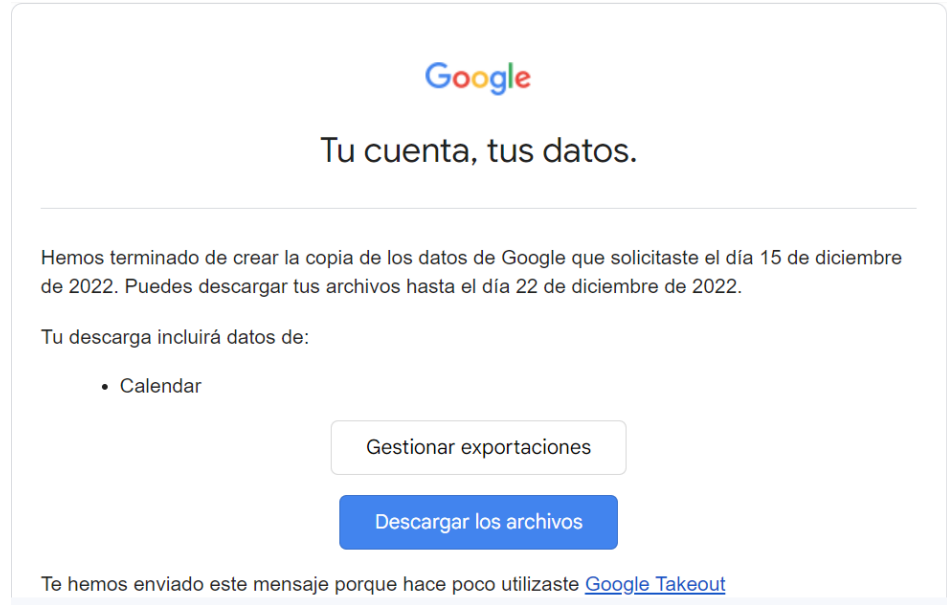 Google
Tu cuenta, tus datos.
Hemos terminado de crear la copia de los datos de Google que solicitaste el día 15 de diciembre
de 2022. Puedes descargar tus archivos hasta el día 22 de diciembre de 2022.
Tu descarga incluirá datos de:
• Calendar
Gestionar exportaciones
Descargar los archivos
Te hemos enviado este mensaje porque hace poco utilizaste Google Takeout